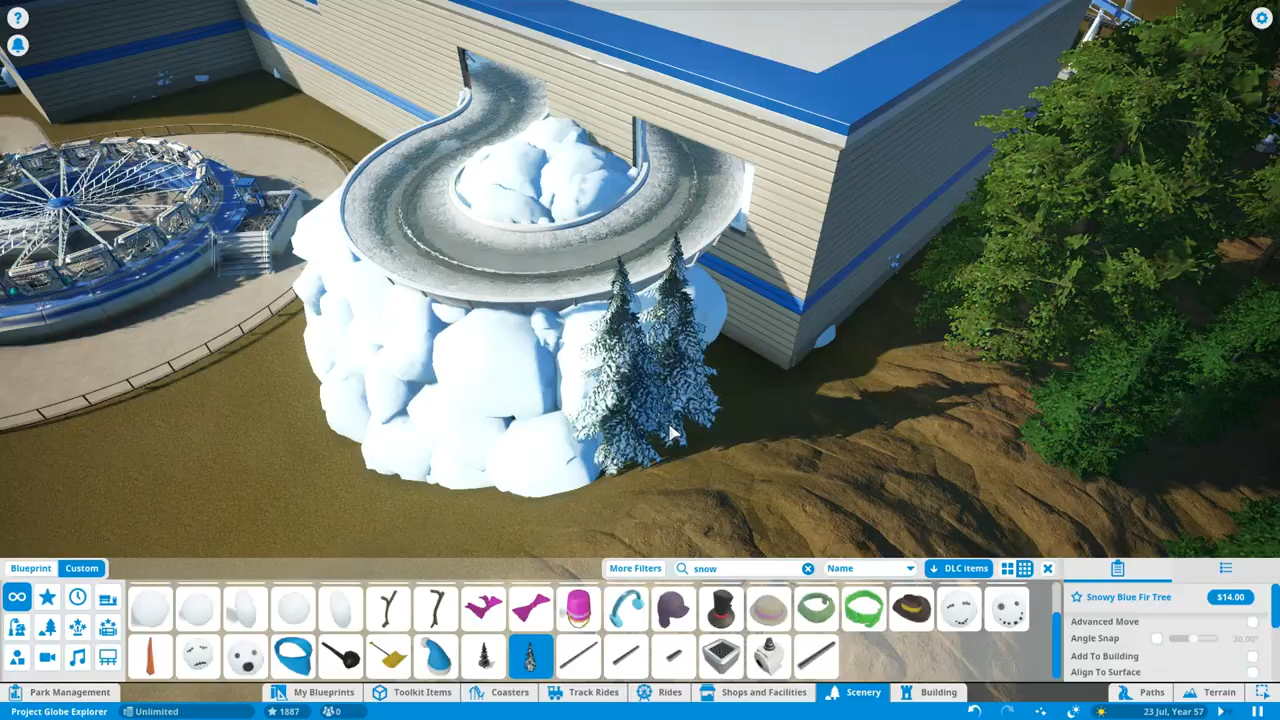 ?
Blueprint Custom More Filters snow Name DLC items
Snowy Blue Fir Tree $14.00
Advanced Move
Angle Snap 30.00°
Add To Building
Align To Surface
Park Management My Blueprints Toolkit Items Coasters Track Rides Rides Shops and Facilities Scenery Building Paths Terrain
Project Globe Explorer Unlimited 1887 0 23 Jul, Year 57